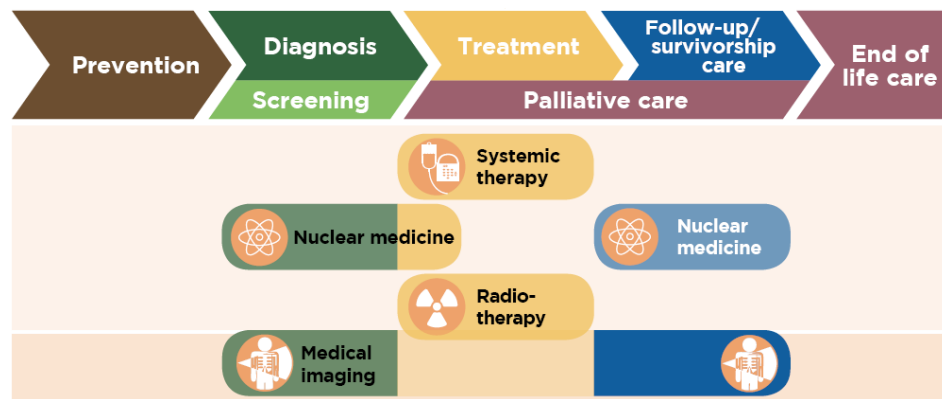 Prevention
Diagnosis
Screening
Treatment
Follow-up/
survivorship
care
Palliative care
End of
life care
Systemic
therapy
Nuclear medicine
Nuclear
medicine
Radio-
therapy
Medical
imaging